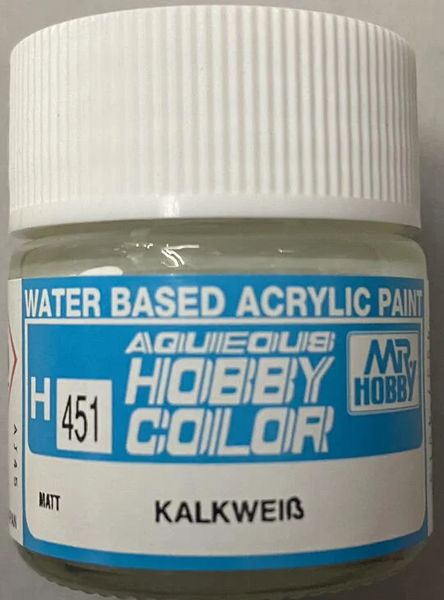 WATER BASED ACRYLIC PAINT
AQUEOUS
HOBBY
COLOR
H 451
MR
HOBBY
MATT
KALKWEIß